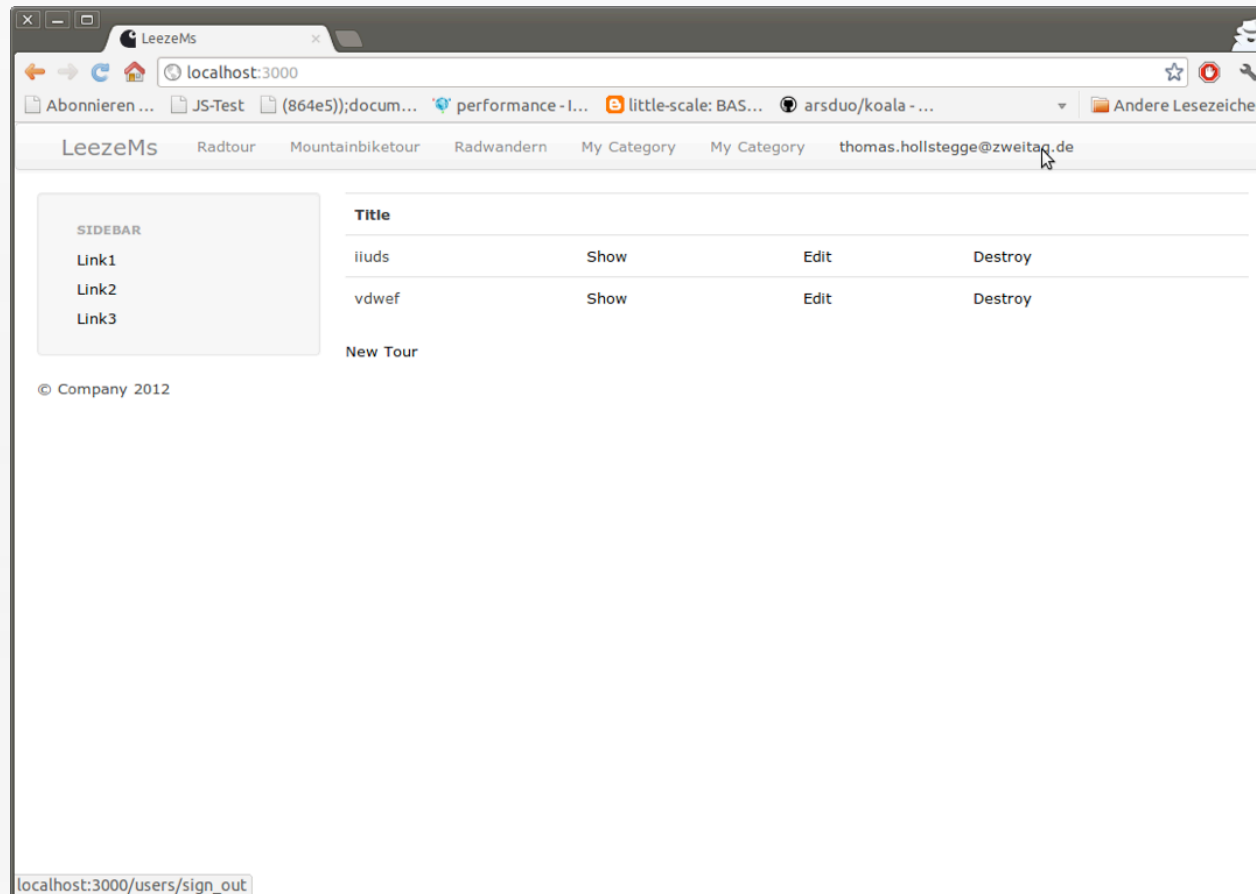 LeezeMs
localhost:3000
Abonnieren ... JS-Test (864e5));docum... performance - I... little-scale: BAS... arsduo/koala - ... Andere Lesezeiche
LeezeMs Radtour Mountainbiketour Radwandern My Category My Category thomas.hollstegge@zweitag.de
SIDEBAR
Link1
Link2
Link3
Title
iiuds Show Edit Destroy
vdwef Show Edit Destroy
New Tour
© Company 2012
localhost:3000/users/sign_out